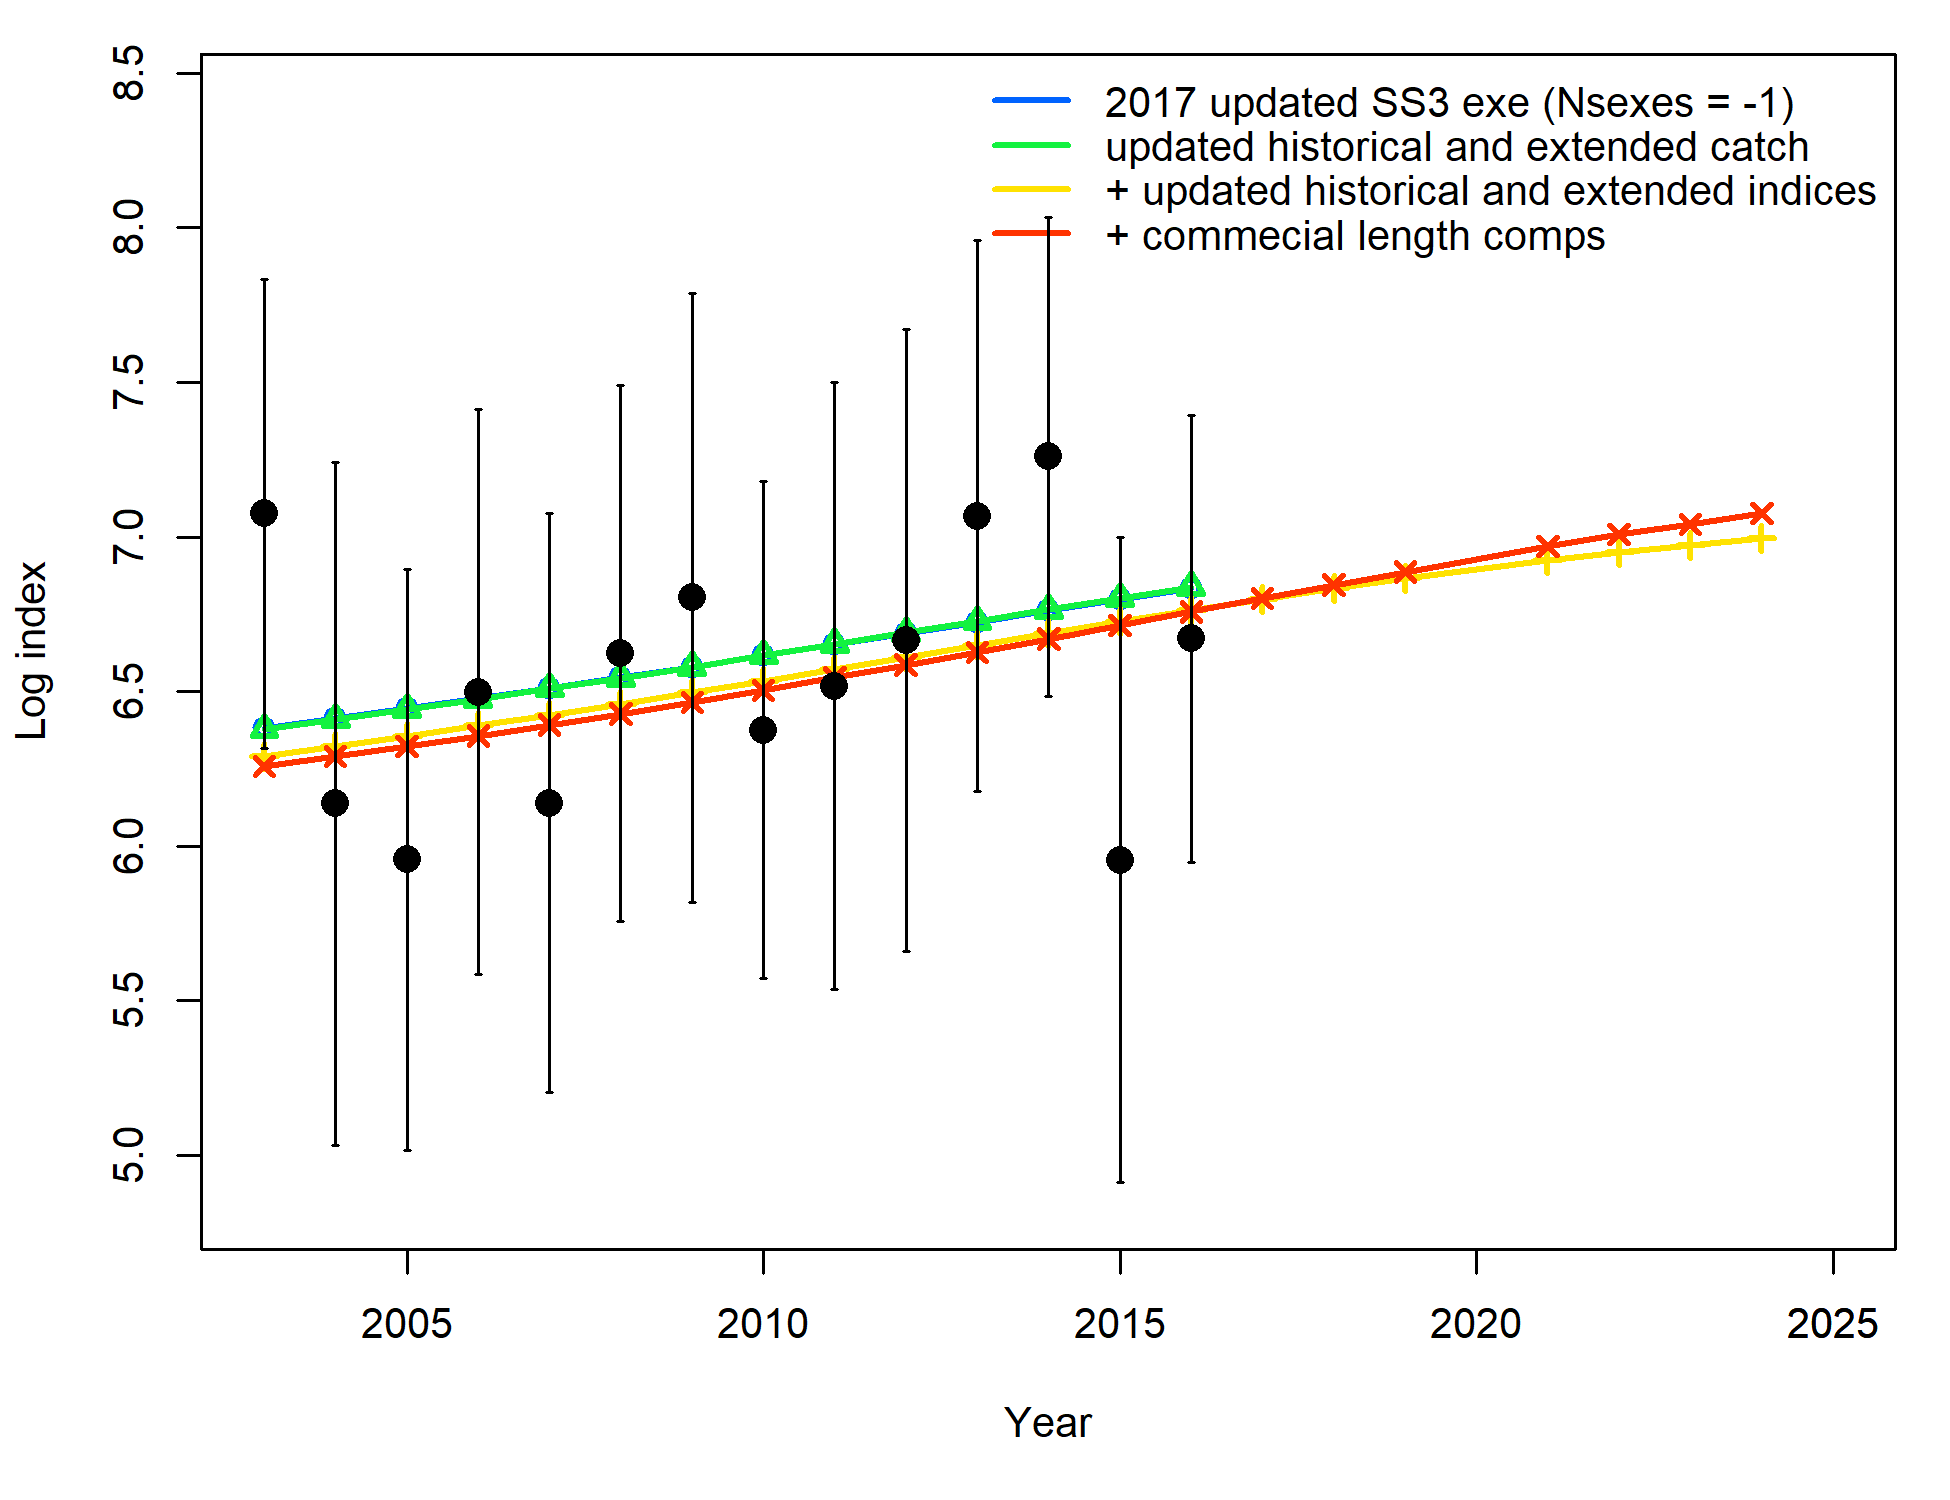 2017 updated SS3 exe (Nsexes = -1)
updated historical and extended catch
+ updated historical and extended indices
+ commecial length comps
8.5
8.0
7.5
7.0
6.5
6.0
5.5
5.0
Log index
2005 2010 2015 2020 2025
Year